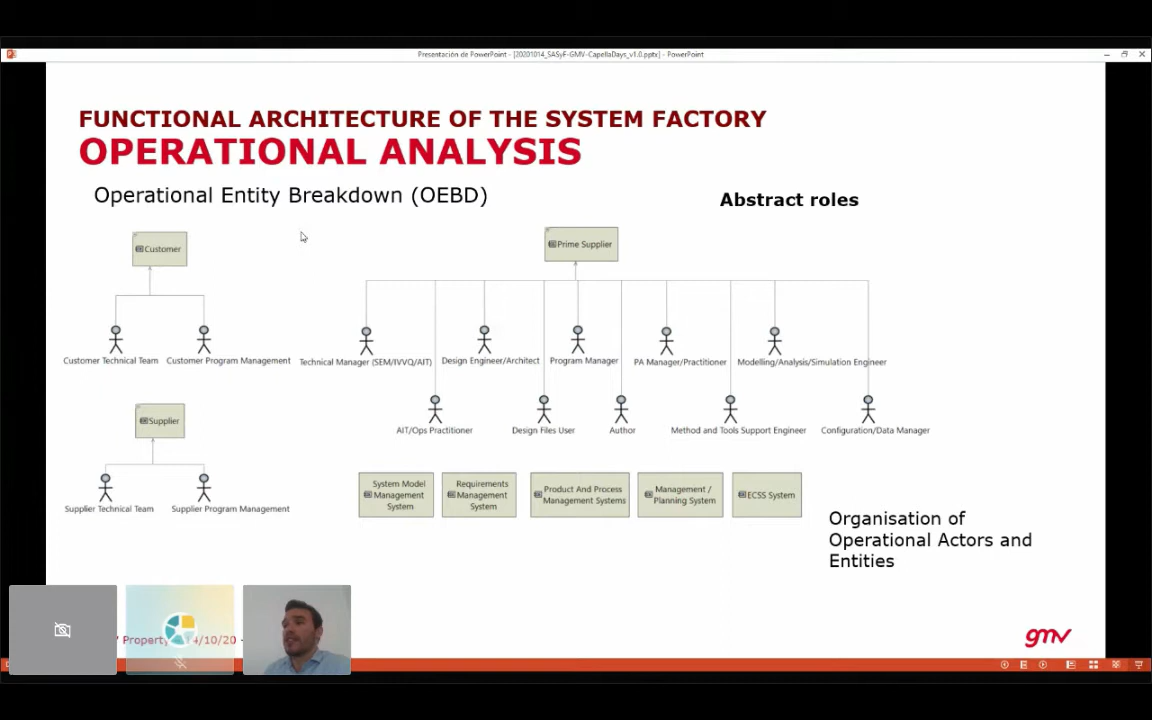 Presentación de PowerPoint - [20201014_SASyF-GMV-CapellaDays_v1.0.pptx] - PowerPoint
FUNCTIONAL ARCHITECTURE OF THE SYSTEM FACTORY
OPERATIONAL ANALYSIS
Operational Entity Breakdown (OEBD)
Abstract roles
Customer
Prime Supplier
Customer Technical Team
Customer Program Management
Technical Manager (SEM/IVVQ/AIT)
Design Engineer/Architect
Program Manager
PA Manager/Practitioner
Modelling/Analysis/Simulation Engineer
Supplier
AIT/Ops Practitioner
Design Files User
Author
Method and Tools Support Engineer
Configuration/Data Manager
Supplier Technical Team
Supplier Program Management
System Model
Management
System
Requirements
Management
System
Product And Process
Management Systems
Management /
Planning System
ECSS System
Organisation of
Operational Actors and
Entities
Property
14/10/20 -
gmv